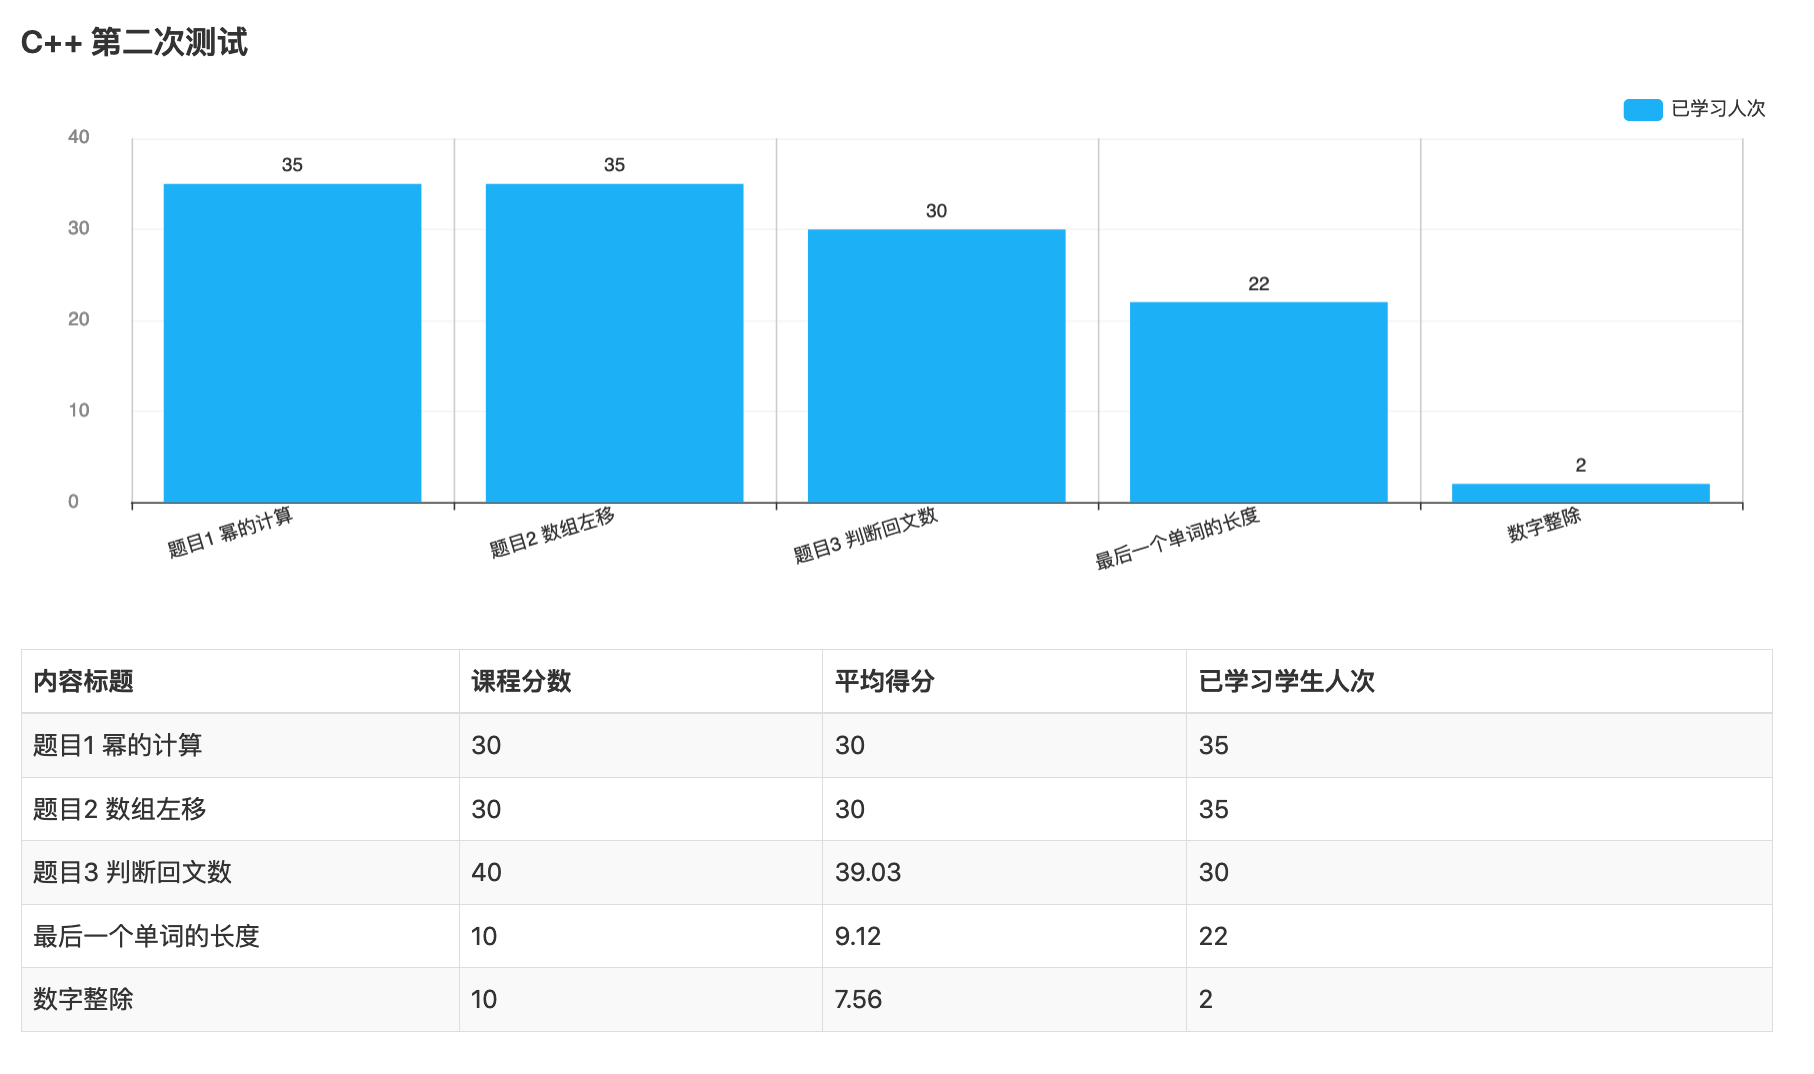 C++ 第二次测试
已学习人次
40
30
20
10
0
35
35
30
22
2
题目1 幂的计算
题目2 数组左移
题目3 判断回文数
最后一个单词的长度
数字整除
内容标题 课程分数 平均得分 已学习学生人次
题目1 幂的计算 30 30 35
题目2 数组左移 30 30 35
题目3 判断回文数 40 39.03 30
最后一个单词的长度 10 9.12 22
数字整除 10 7.56 2